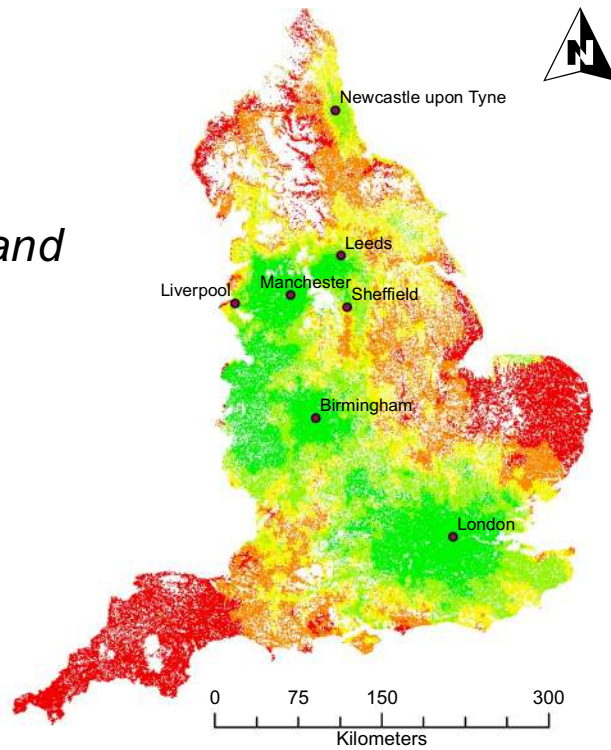 N
Newcastle upon Tyne
and
Leeds
Liverpool
Manchester
Sheffield
Birmingham
London
0 75 150 300
Kilometers